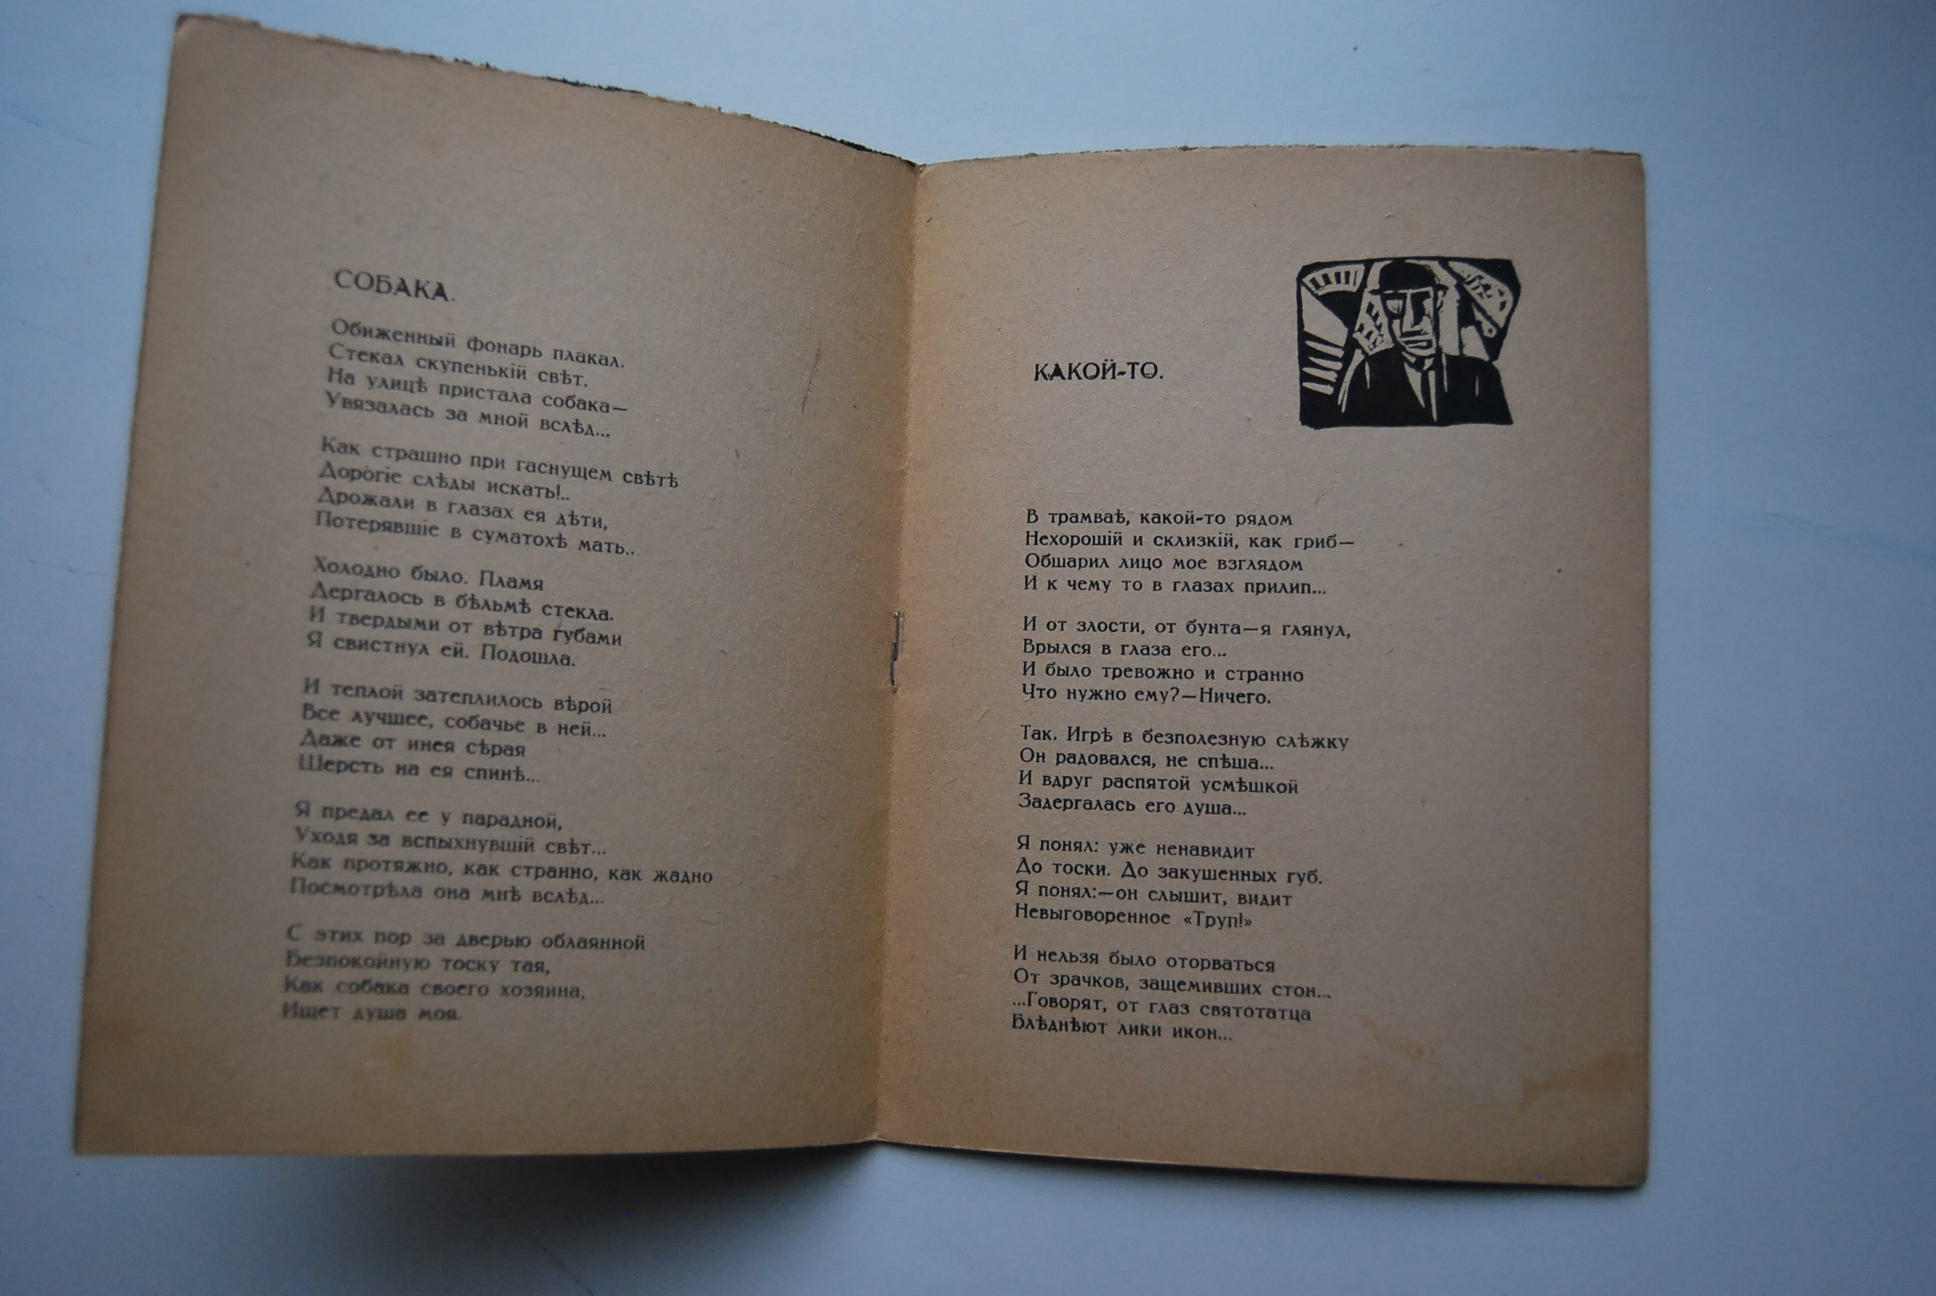 СОБАКА.
Обиженный фонарь плакал.
Стекал скупенькій свѣт.
На улицѣ пристала собака—
Увязалась за мной вслѣд...
Как страшно при гаснущем свѣтѣ
Дорогіе слѣды искать!..
Дрожали в глазах ея дѣти,
Потерявшіе в суматохѣ мать...
Холодно было. Пламя
Дергалось в бѣльмѣ стекла.
И твердыми от вѣтра губами
Я свистнул ей. Подошла.
И теплой затеплилось вѣрой
Все лучшее, собачье в ней...
Даже от инея сѣрая
Шерсть на ея спинѣ...
Я предал ее у парадной,
Уходя за вспыхнувшій свѣт...
Как протяжно, как странно, как жадно
Посмотрѣла она мнѣ вслѣд...
С этих пор за дверью облаянной
Безпокойную тоску тая,
Как собака своего хозяина,
Ищет душа моя.
КАКОЙ-ТО.
В трамваѣ, какой-то рядом
Нехорошій и склизкій, как гриб—
Обшарил лицо мое взглядом
И к чему то в глазах прилип...
И от злости, от бунта—я глянул,
Врылся в глаза его...
И было тревожно и странно
Что нужно ему?—Ничего.
Так. Игрѣ в безполезную слѣжку
Он радовался, не спѣша...
И вдруг распятой усмѣшкой
Задергалась его душа...
Я понял: уже ненавидит
До тоски. До закушенных губ.
Я понял:—он слышит, видит
Невыговоренное «Труп!»
И нельзя было оторваться
От зрачков, защемивших стон...
...Говорят, от глаз святотатца
Блѣднѣют лики икон...